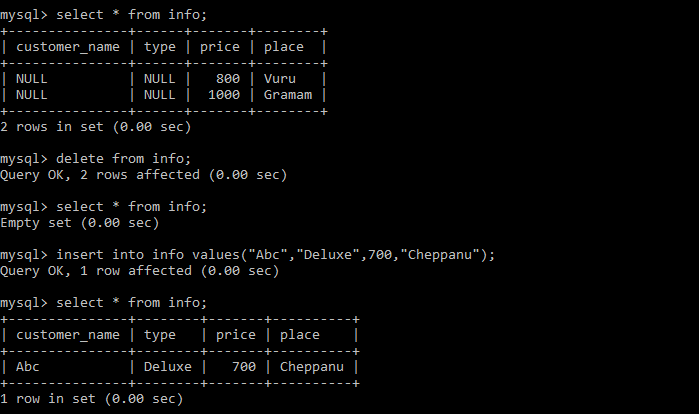 mysql> select * from info;
+---------------+------+-------+--------+
| customer_name | type | price | place  |
+---------------+------+-------+--------+
| NULL          | NULL |   800 | Vuru   |
| NULL          | NULL |  1000 | Gramam |
+---------------+------+-------+--------+
2 rows in set (0.00 sec)
mysql> delete from info;
Query OK, 2 rows affected (0.00 sec)
mysql> select * from info;
Empty set (0.00 sec)
mysql> insert into info values("Abc","Deluxe",700,"Cheppanu");
Query OK, 1 row affected (0.00 sec)
mysql> select * from info;
+---------------+--------+-------+----------+
| customer_name | type   | price | place    |
+---------------+--------+-------+----------+
| Abc           | Deluxe |   700 | Cheppanu |
+---------------+--------+-------+----------+
1 row in set (0.00 sec)